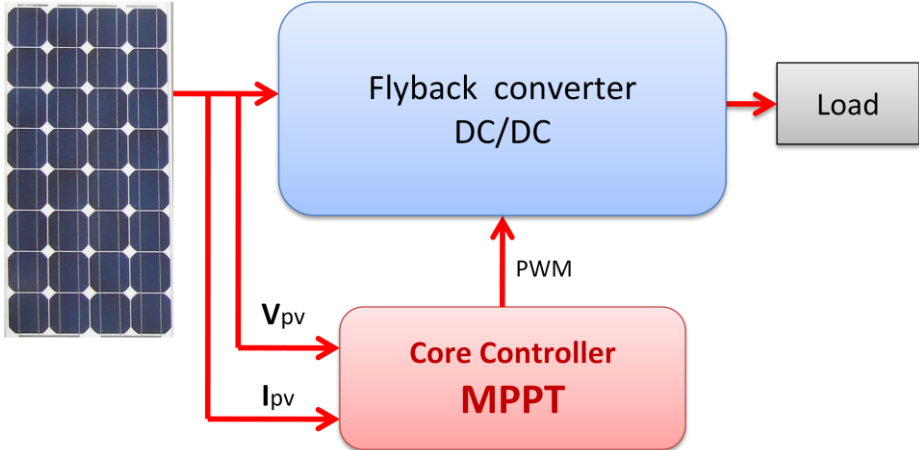 Flyback  converter
DC/DC
Load
PWM
Vpv
Ipv
Core Controller
MPPT